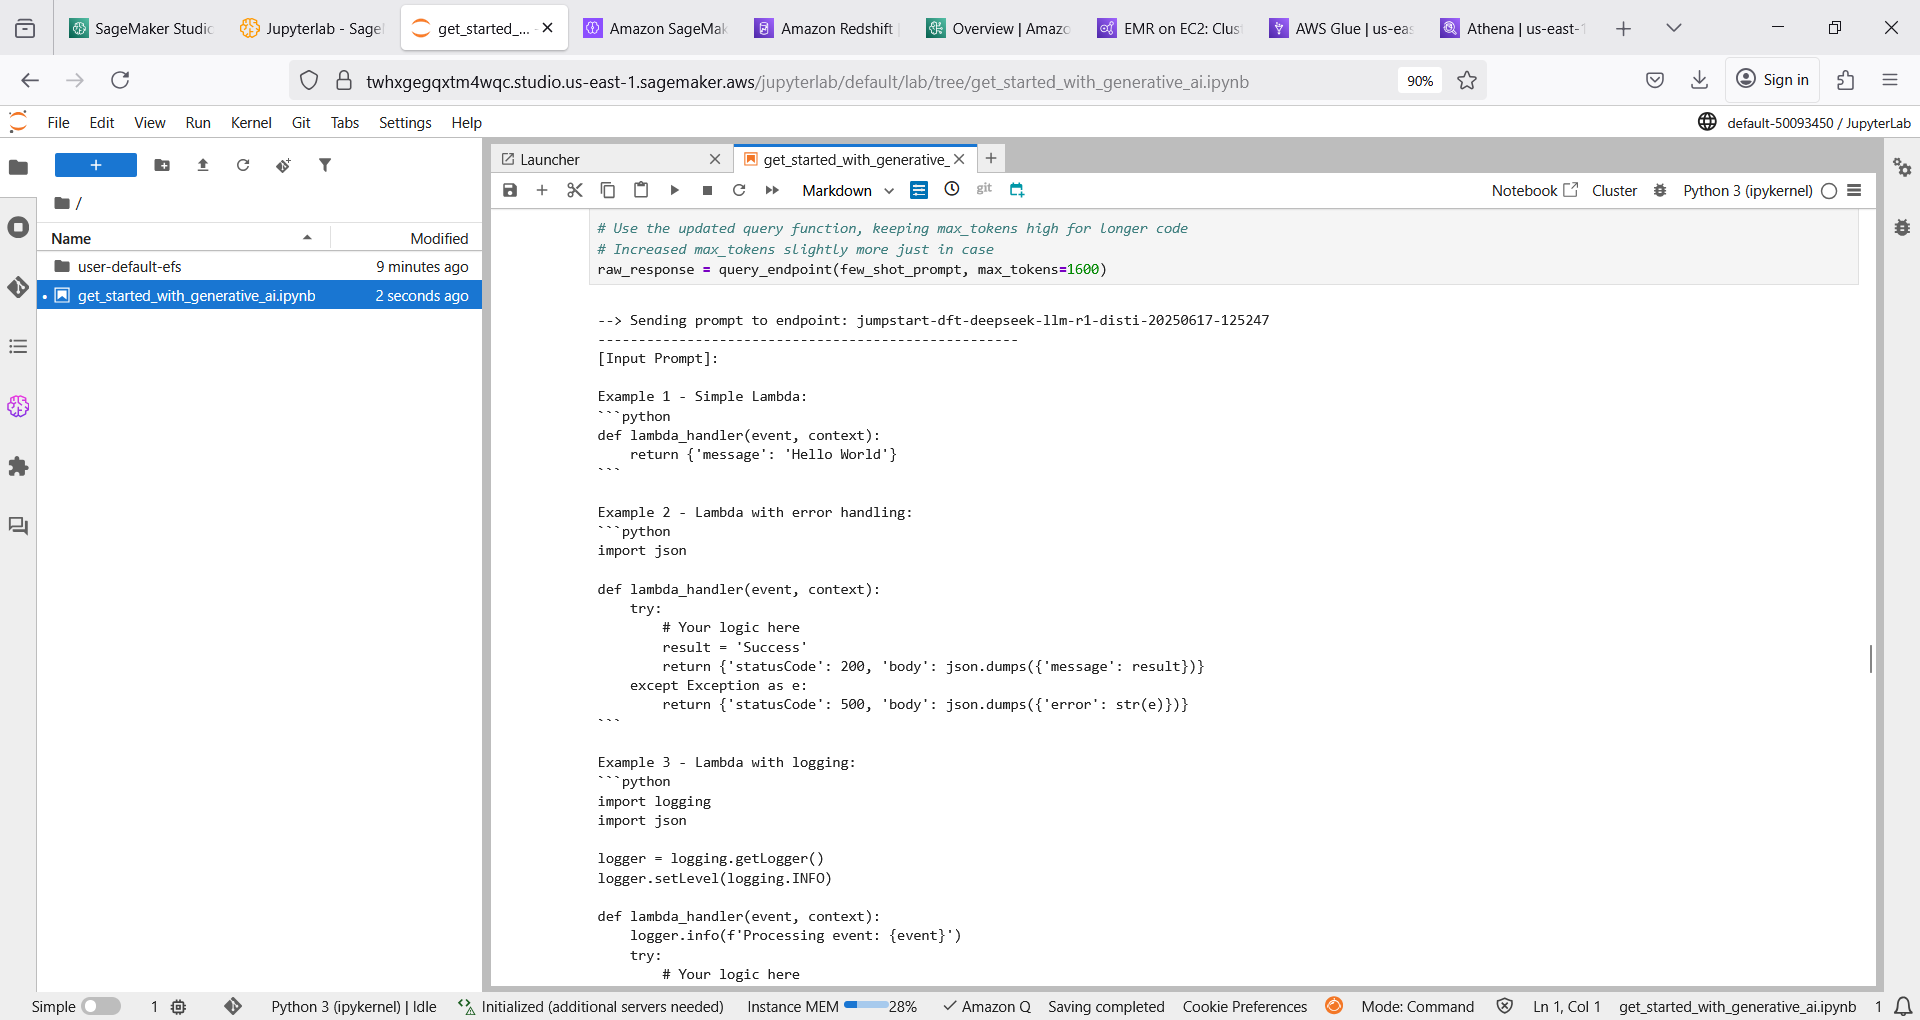 SageMaker Studio
Jupyterlab - Sagel
get_started_...
Amazon SageMak
Amazon Redshift
Overview | Amazo
EMR on EC2: Clus
AWS Glue | us-eas
Athena | us-east-1
twhxgegqxtm4wqc.studio.us-east-1.sagemaker.aws/jupyterlab/default/lab/tree/get_started_with_generative_ai.ipynb
90%
Sign in
File Edit View Run Kernel Git Tabs Settings Help
default-50093450 / JupyterLab
Launcher
get_started_with_generative_
Markdown
git
Notebook
Cluster
Python 3 (ipykernel)
/
Name
Modified
user-default-efs 9 minutes ago
get_started_with_generative_ai.ipynb 2 seconds ago
# Use the updated query function, keeping max_tokens high for longer code
# Increased max_tokens slightly more just in case
raw_response = query_endpoint(few_shot_prompt, max_tokens=1600)
--> Sending prompt to endpoint: jumpstart-dft-deepseek-llm-r1-disti-20250617-125247
----------------------------------------------------
[Input Prompt]:
Example 1 - Simple Lambda:
```python
def lambda_handler(event, context):
    return {'message': 'Hello World'}
```
Example 2 - Lambda with error handling:
```python
import json
def lambda_handler(event, context):
    try:
        # Your logic here
        result = 'Success'
        return {'statusCode': 200, 'body': json.dumps({'message': result})}
    except Exception as e:
        return {'statusCode': 500, 'body': json.dumps({'error': str(e)})}
```
Example 3 - Lambda with logging:
```python
import logging
import json
logger = logging.getLogger()
logger.setLevel(logging.INFO)
def lambda_handler(event, context):
    logger.info(f'Processing event: {event}')
    try:
        # Your logic here
Simple
1
Python 3 (ipykernel) | Idle
Initialized (additional servers needed)
Instance MEM 28%
Amazon Q
Saving completed
Cookie Preferences
Mode: Command
Ln 1, Col 1
get_started_with_generative_ai.ipynb
1